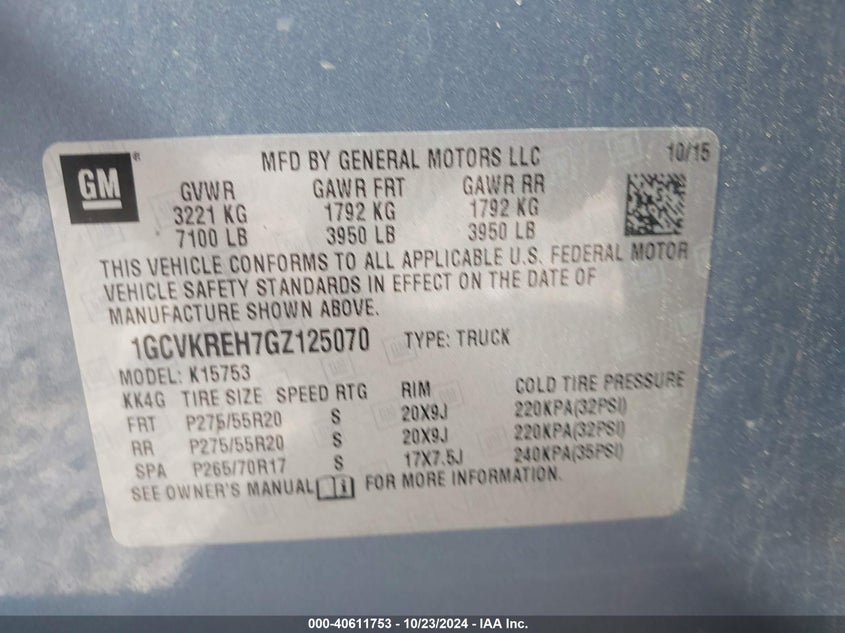 GM ®
MFD BY GENERAL MOTORS LLC 10/15
GVWR GAWR FRT GAWR RR
3221 KG 1792 KG 1792 KG
7100 LB 3950 LB 3950 LB
THIS VEHICLE CONFORMS TO ALL APPLICABLE U.S. FEDERAL MOTOR
VEHICLE SAFETY STANDARDS IN EFFECT ON THE DATE OF
MANUFACTURE SHOWN ABOVE.
1GCVKREH7GZ125070 TYPE: TRUCK
MODEL: K15753
KK4G TIRE SIZE SPEED RTG RIM COLD TIRE PRESSURE
FRT P275/55R20 S 20X9J 220KPA(32PSI)
RR P275/55R20 S 20X9J 220KPA(32PSI)
SPA P265/70R17 S 17X7.5J 240KPA(35PSI)
SEE OWNER'S MANUAL FOR MORE INFORMATION.
000-40611753 - 10/23/2024 - IAA Inc.